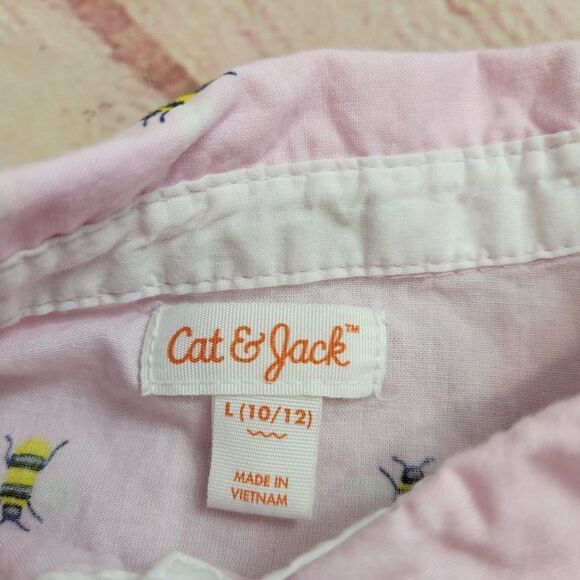 Cat & Jack™
L (10/12)
MADE IN
VIETNAM